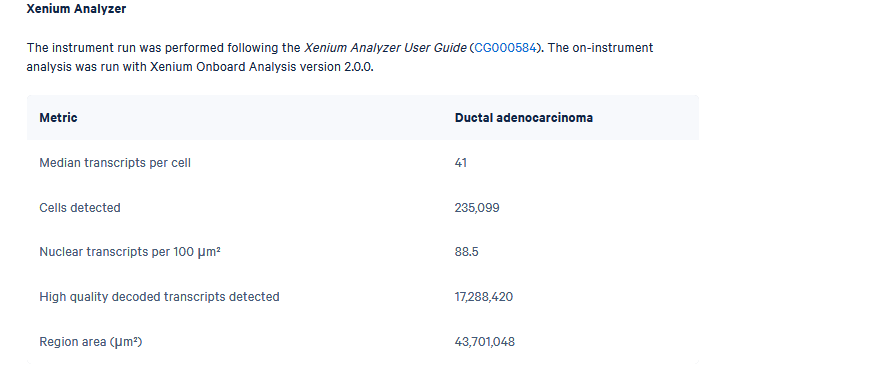 Xenium Analyzer
The instrument run was performed following the Xenium Analyzer User Guide (CG000584). The on-instrument
analysis was run with Xenium Onboard Analysis version 2.0.0.
Metric Ductal adenocarcinoma
Median transcripts per cell 41
Cells detected 235,099
Nuclear transcripts per 100 µm² 88.5
High quality decoded transcripts detected 17,288,420
Region area (µm²) 43,701,048